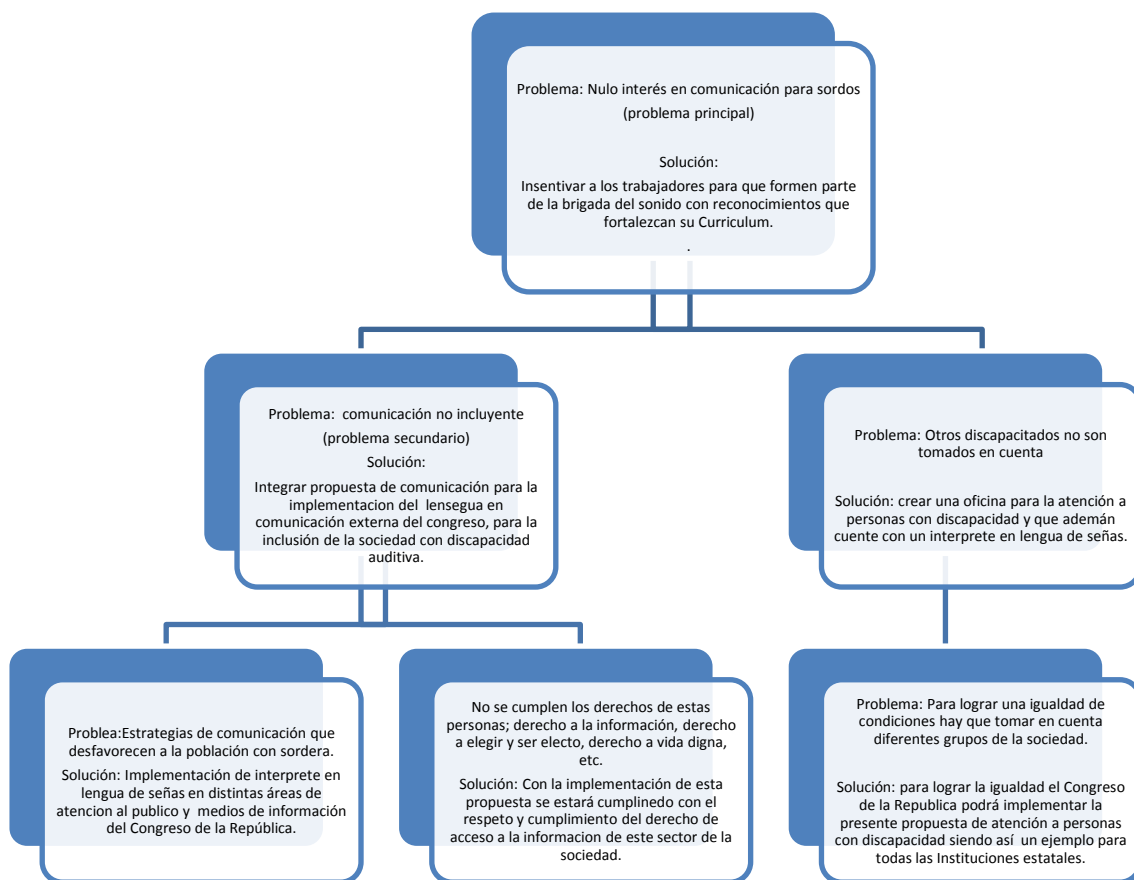 Problema: Nulo interés en comunicación para sordos
(problema principal)
Solución:
Insentivar a los trabajadores para que formen parte
de la brigada del sonido con reconocimientos que
fortalezcan su Curriculum.
.
Problema:  comunicación no incluyente
(problema secundario)
Solución:
Integrar propuesta de comunicación para la
implementacion del  lensegua en
comunicación externa del congreso, para la
inclusión de la sociedad con discapacidad
auditiva.
Problema: Otros discapacitados no son
tomados en cuenta
Solución: crear una oficina para la atención a
personas con discapacidad y que ademán
cuente con un interprete en lengua de señas.
Problea:Estrategias de comunicación que
desfavorecen a la población con sordera.
Solución: Implementación de interprete en
lengua de señas en distintas áreas de
atencion al publico y  medios de información
del Congreso de la República.
No se cumplen los derechos de estas
personas; derecho a la información, derecho
a elegir y ser electo, derecho a vida digna,
etc.
Solución: Con la implementación de esta
propuesta se estará cumplinedo con el
respeto y cumplimiento del derecho de
acceso a la informacion de este sector de la
sociedad.
Problema: Para lograr una igualdad de
condiciones hay que tomar en cuenta
diferentes grupos de la sociedad.
Solución: para lograr la igualdad el Congreso
de la Republica podrá implementar la
presente propuesta de atención a personas
con discapacidad siendo así  un ejemplo para
todas las Instituciones estatales.